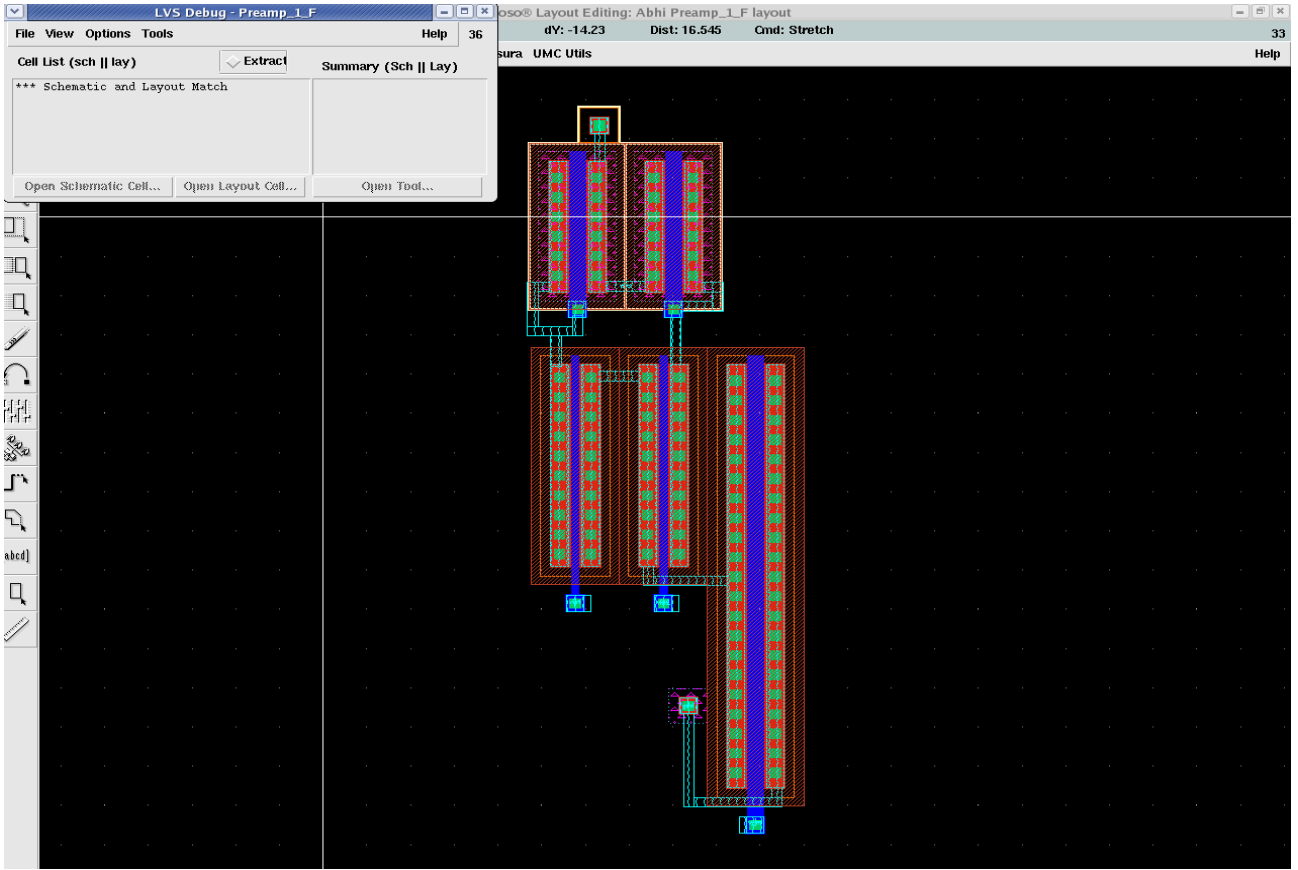 LVS Debug - Preamp_1_F
oso® Layout Editing: Abhi Preamp_1_F layout
File View Options Tools Help 36
dY: -14.23 Dist: 16.545 Cmd: Stretch 33
sura UMC Utils Help
Cell List (sch || lay) Extract Summary (Sch || Lay)
*** Schematic and Layout Match
Open Schematic Cell... Open Layout Cell... Open Tool...
abcd]